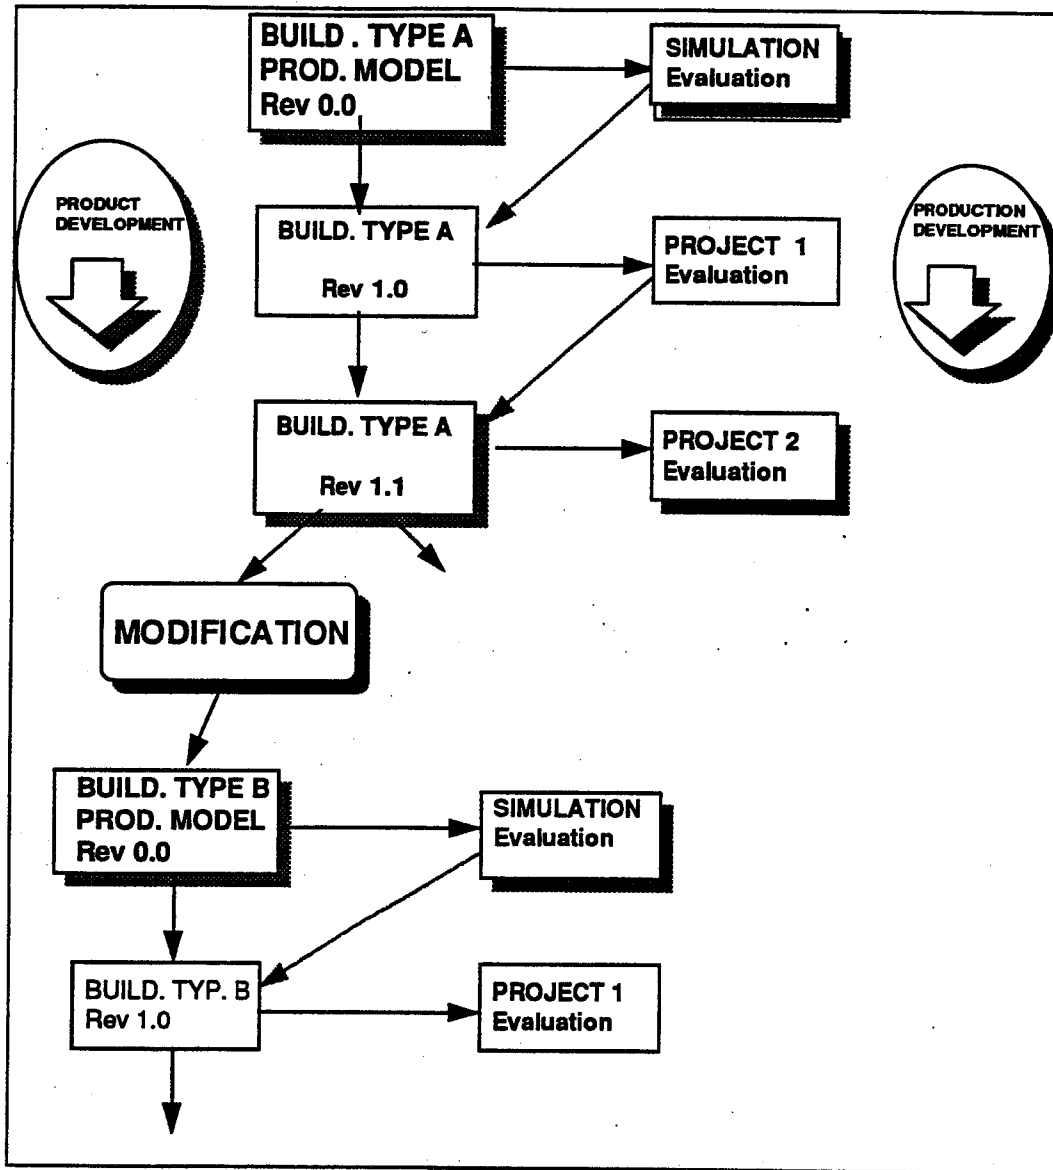 BUILD . TYPE A
PROD. MODEL
Rev 0.0
SIMULATION
Evaluation
PRODUCT
DEVELOPMENT
BUILD. TYPE A
Rev 1.0
PROJECT 1
Evaluation
PRODUCTION
DEVELOPMENT
BUILD. TYPE A
Rev 1.1
PROJECT 2
Evaluation
MODIFICATION
BUILD. TYPE B
PROD. MODEL
Rev 0.0
SIMULATION
Evaluation
BUILD. TYP. B
Rev 1.0
PROJECT 1
Evaluation